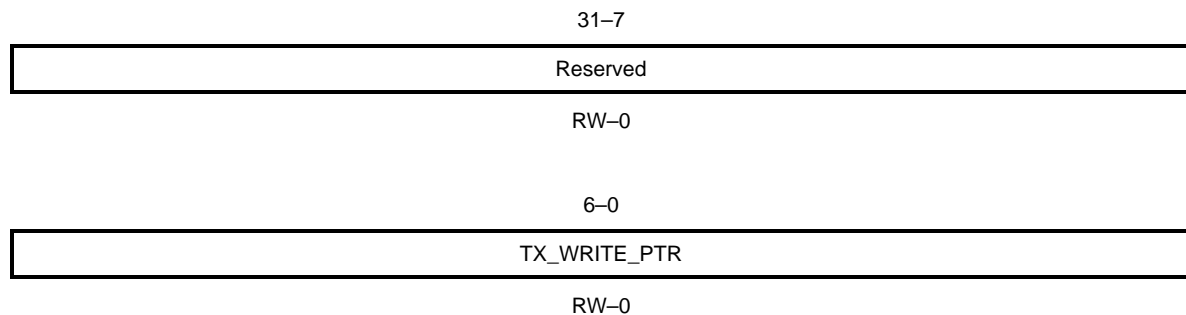 31–7
Reserved
RW–0
6–0
TX_WRITE_PTR
RW–0